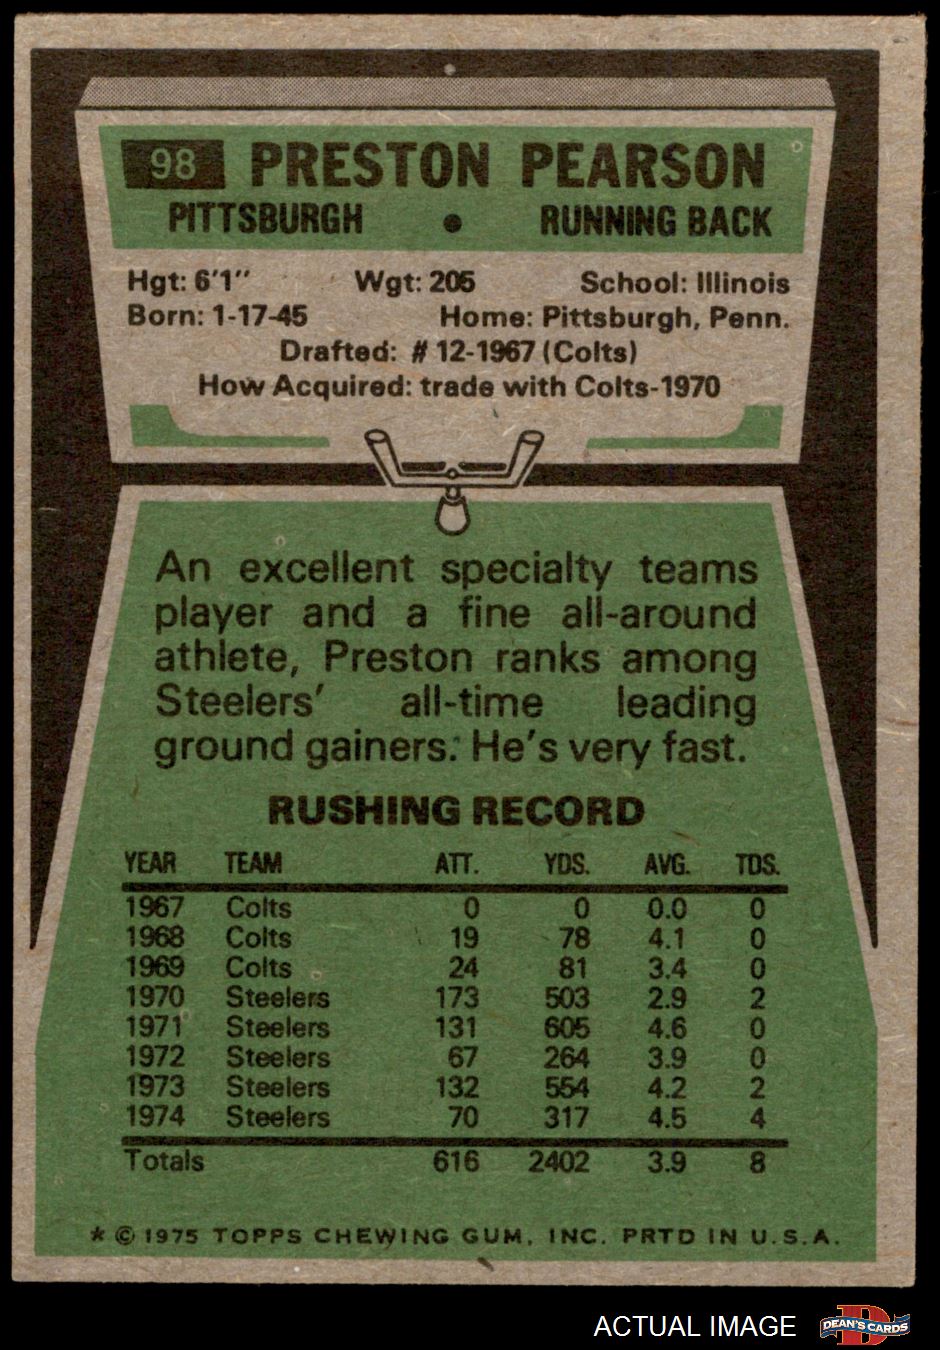 98 PRESTON PEARSON
PITTSBURGH • RUNNING BACK
Hgt: 6'1" Wgt: 205 School: Illinois
Born: 1-17-45 Home: Pittsburgh, Penn.
Drafted: # 12-1967 (Colts)
How Acquired: trade with Colts-1970
An excellent specialty teams
player and a fine all-around
athlete, Preston ranks among
Steelers' all-time leading
ground gainers. He's very fast.
RUSHING RECORD
YEAR TEAM ATT. YDS. AVG. TDS.
1967 Colts 0 0 0.0 0
1968 Colts 19 78 4.1 0
1969 Colts 24 81 3.4 0
1970 Steelers 173 503 2.9 2
1971 Steelers 131 605 4.6 0
1972 Steelers 67 264 3.9 0
1973 Steelers 132 554 4.2 2
1974 Steelers 70 317 4.5 4
Totals 616 2402 3.9 8
* © 1975 TOPPS CHEWING GUM, INC. PRTD IN U.S.A.
ACTUAL IMAGE D DEAN'S CARDS